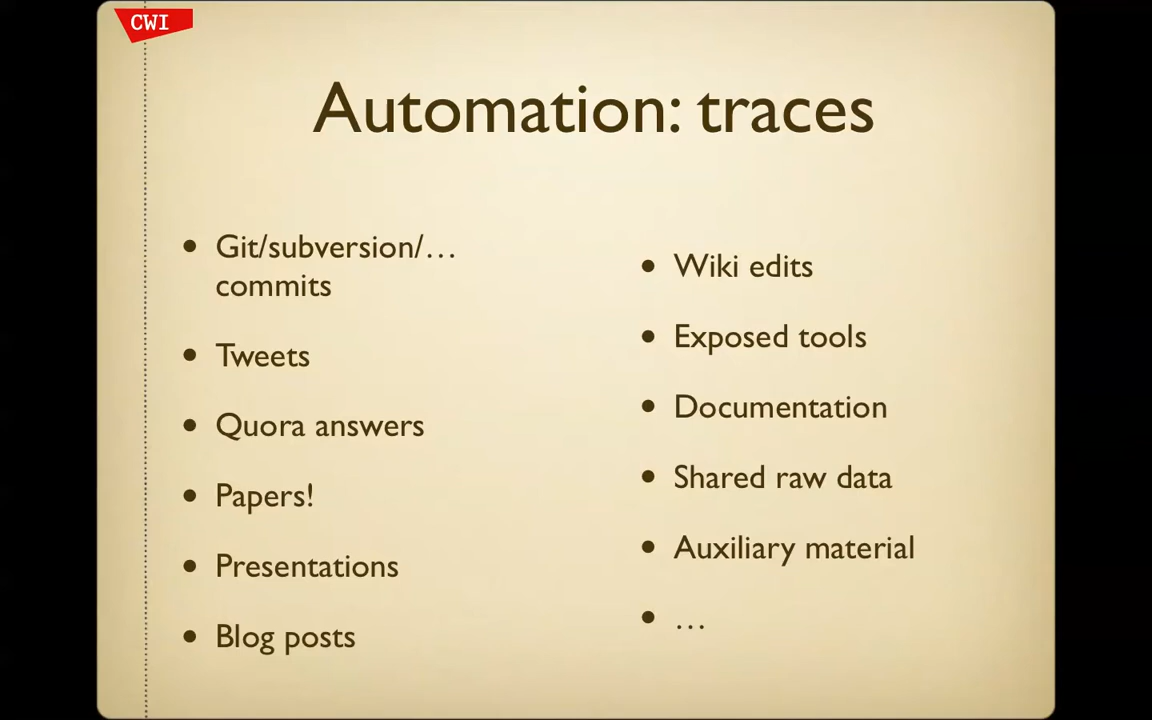 CWI
Automation: traces
• Git/subversion/…
commits
• Tweets
• Quora answers
• Papers!
• Presentations
• Blog posts
• Wiki edits
• Exposed tools
• Documentation
• Shared raw data
• Auxiliary material
• …